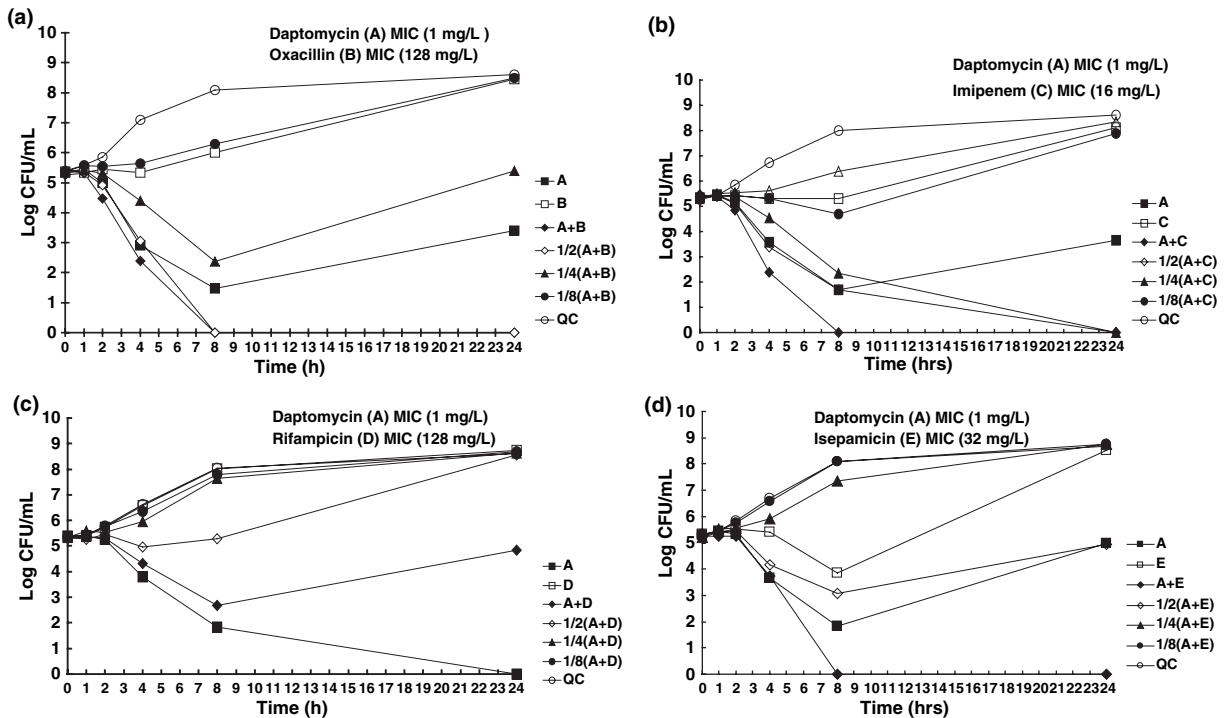 (a)
Daptomycin (A) MIC (1 mg/L )
Oxacillin (B) MIC (128 mg/L)
Log CFU/mL
10
9
8
7
6
5
4
3
2
1
0
0 1 2 3 4 5 6 7 8 9 10 11 12 13 14 15 16 17 18 19 20 21 22 23 24
Time (h)
A
B
A+B
1/2(A+B)
1/4(A+B)
1/8(A+B)
QC
(b)
Daptomycin (A) MIC (1 mg/L)
Imipenem (C) MIC (16 mg/L)
Log CFU/mL
10
9
8
7
6
5
4
3
2
1
0
0 1 2 3 4 5 6 7 8 9 10 11 12 13 14 15 16 17 18 19 20 21 22 23 24
Time (hrs)
A
C
A+C
1/2(A+C)
1/4(A+C)
1/8(A+C)
QC
(c)
Daptomycin (A) MIC (1 mg/L)
Rifampicin (D) MIC (128 mg/L)
Log CFU/mL
10
9
8
7
6
5
4
3
2
1
0
0 1 2 3 4 5 6 7 8 9 10 11 12 13 14 15 16 17 18 19 20 21 22 23 24
Time (h)
A
D
A+D
1/2(A+D)
1/4(A+D)
1/8(A+D)
QC
(d)
Daptomycin (A) MIC (1 mg/L)
Isepamicin (E) MIC (32 mg/L)
Log CFU/mL
10
9
8
7
6
5
4
3
2
1
0
0 1 2 3 4 5 6 7 8 9 10 11 12 13 14 15 16 17 18 19 20 21 22 23 24
Time (hrs)
A
E
A+E
1/2(A+E)
1/4(A+E)
1/8(A+E)
QC